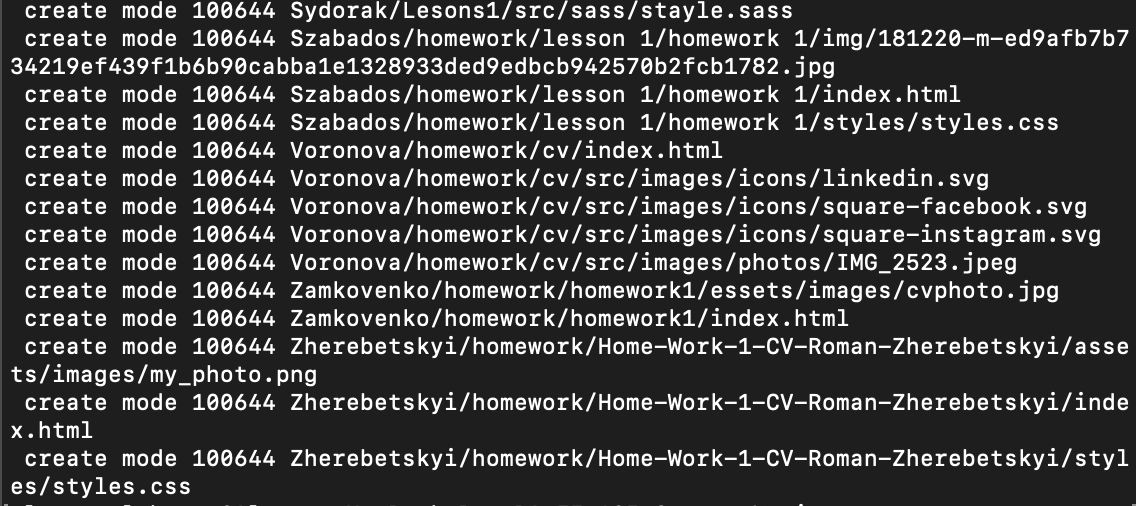 create mode 100644 Sydorak/Lesons1/src/sass/stayle.sass
create mode 100644 Szabados/homework/lesson 1/homework 1/img/181220-m-ed9afb7b7
34219ef439f1b6b90cabba1e1328933ded9edbcb942570b2fcb1782.jpg
create mode 100644 Szabados/homework/lesson 1/homework 1/index.html
create mode 100644 Szabados/homework/lesson 1/homework 1/styles/styles.css
create mode 100644 Voronova/homework/cv/index.html
create mode 100644 Voronova/homework/cv/src/images/icons/linkedin.svg
create mode 100644 Voronova/homework/cv/src/images/icons/square-facebook.svg
create mode 100644 Voronova/homework/cv/src/images/icons/square-instagram.svg
create mode 100644 Voronova/homework/cv/src/images/photos/IMG_2523.jpeg
create mode 100644 Zamkovenko/homework/homework1/essets/images/cvphoto.jpg
create mode 100644 Zamkovenko/homework/homework1/index.html
create mode 100644 Zherebetskyi/homework/Home-Work-1-CV-Roman-Zherebetskyi/asse
ts/images/my_photo.png
create mode 100644 Zherebetskyi/homework/Home-Work-1-CV-Roman-Zherebetskyi/inde
x.html
create mode 100644 Zherebetskyi/homework/Home-Work-1-CV-Roman-Zherebetskyi/styl
es/styles.css